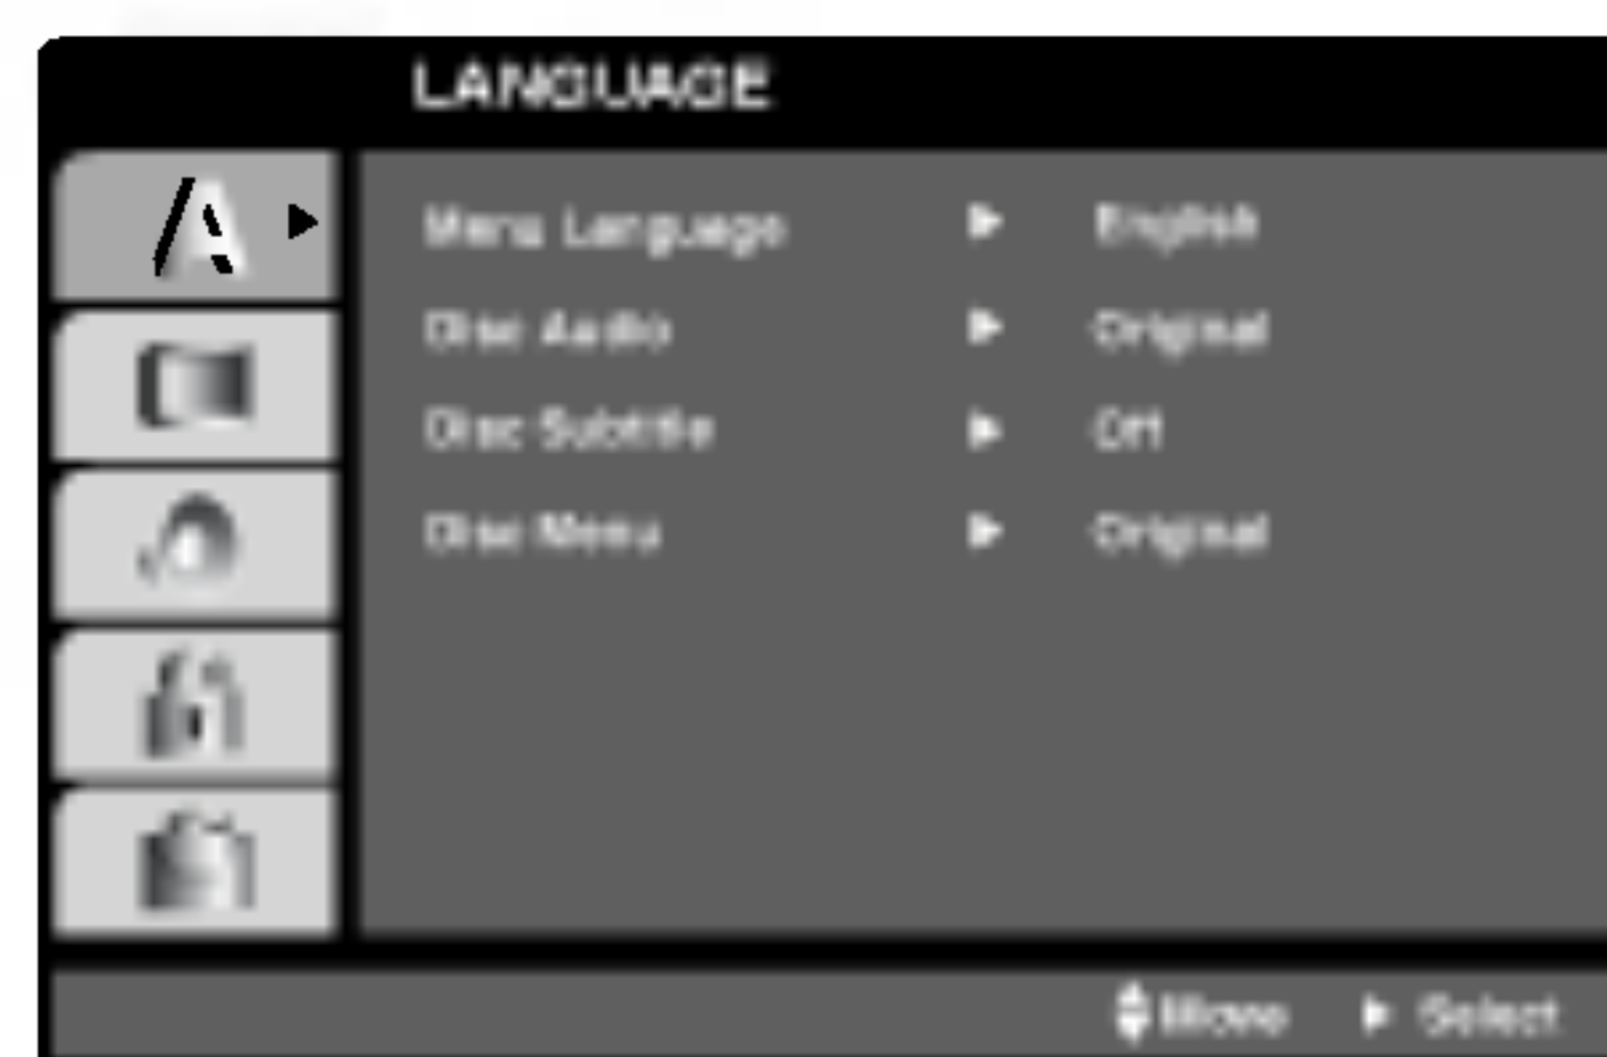 LANGUAGE
Menu Language ▶ English
Disc Audio ▶ Original
Disc Subtitle ▶ Off
Disc Menu ▶ Original
Move ▶ Select